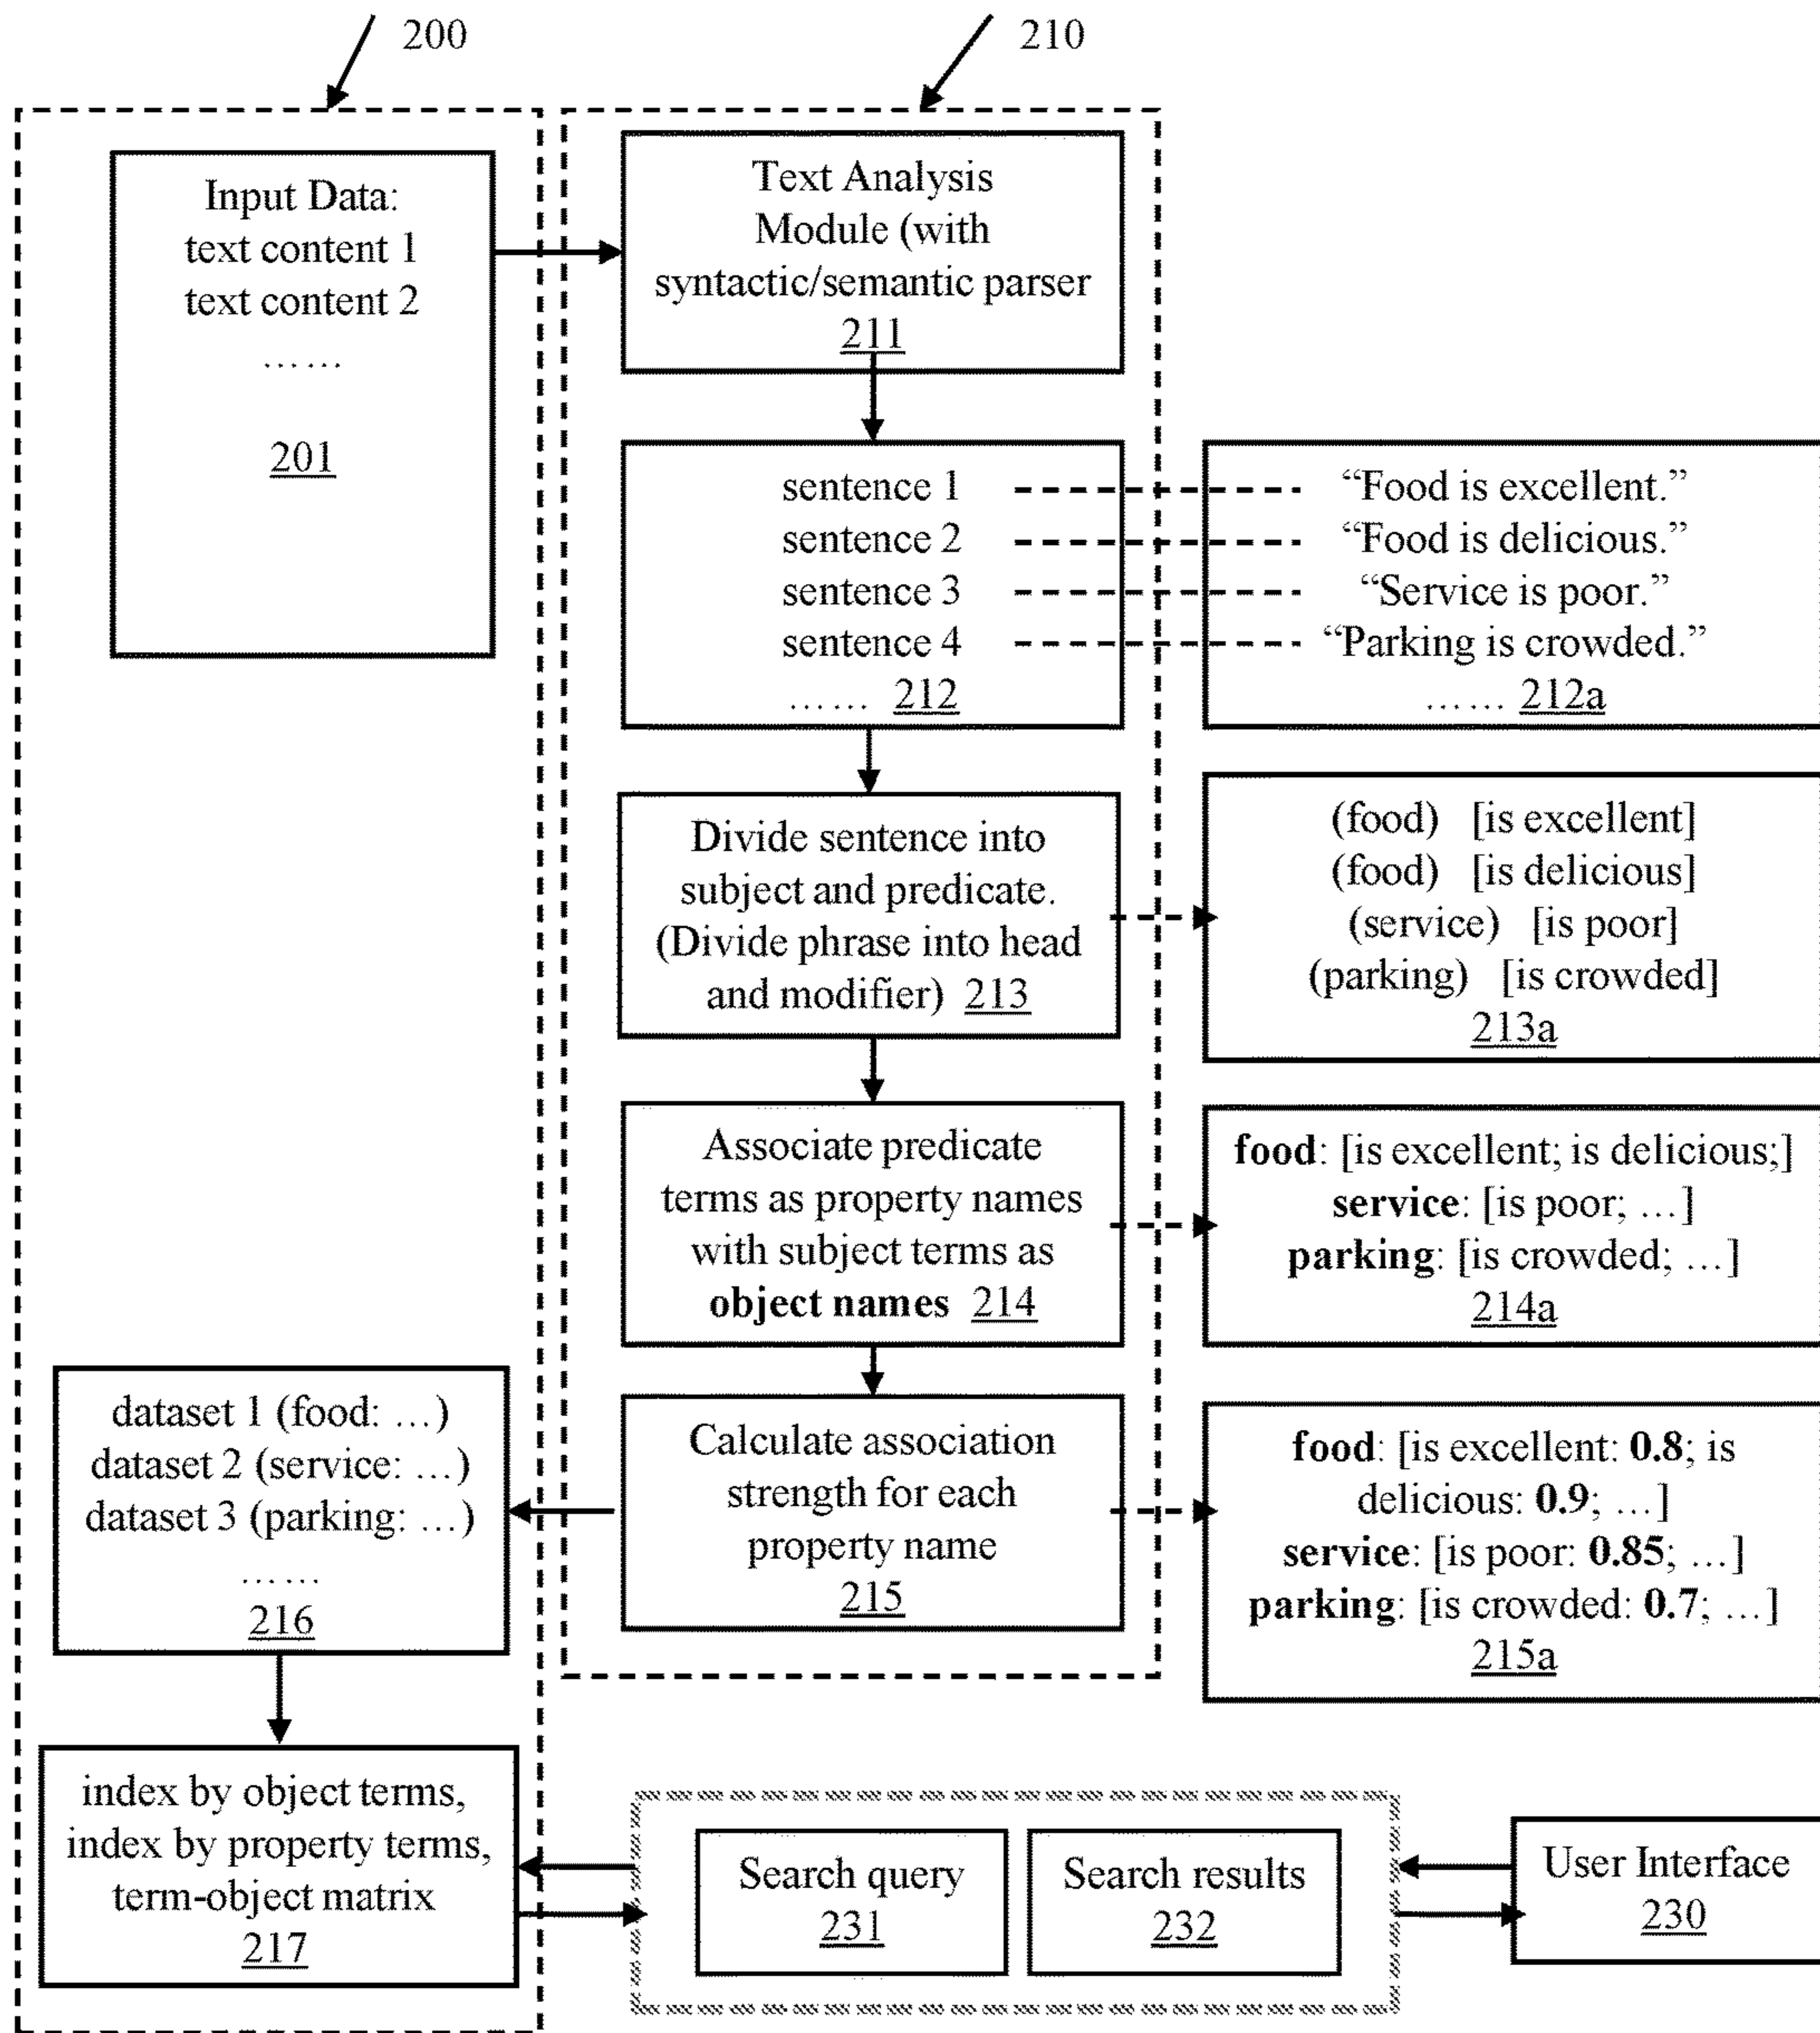 200
210
Input Data:
text content 1
text content 2
... ...
201
Text Analysis
Module (with
syntactic/semantic parser
211
sentence 1
sentence 2
sentence 3
sentence 4
... ... 212
“Food is excellent.”
“Food is delicious.”
“Service is poor.”
“Parking is crowded.”
... ... 212a
Divide sentence into
subject and predicate.
(Divide phrase into head
and modifier) 213
(food) [is excellent]
(food) [is delicious]
(service) [is poor]
(parking) [is crowded]
213a
Associate predicate
terms as property names
with subject terms as
object names 214
food: [is excellent; is delicious;]
service: [is poor; ...]
parking: [is crowded; ...]
214a
Calculate association
strength for each
property name
215
food: [is excellent: 0.8; is
delicious: 0.9; ...]
service: [is poor: 0.85; ...]
parking: [is crowded: 0.7; ...]
215a
dataset 1 (food: ...)
dataset 2 (service: ...)
dataset 3 (parking: ...)
... ...
216
index by object terms,
index by property terms,
term-object matrix
217
Search query
231
Search results
232
User Interface
230